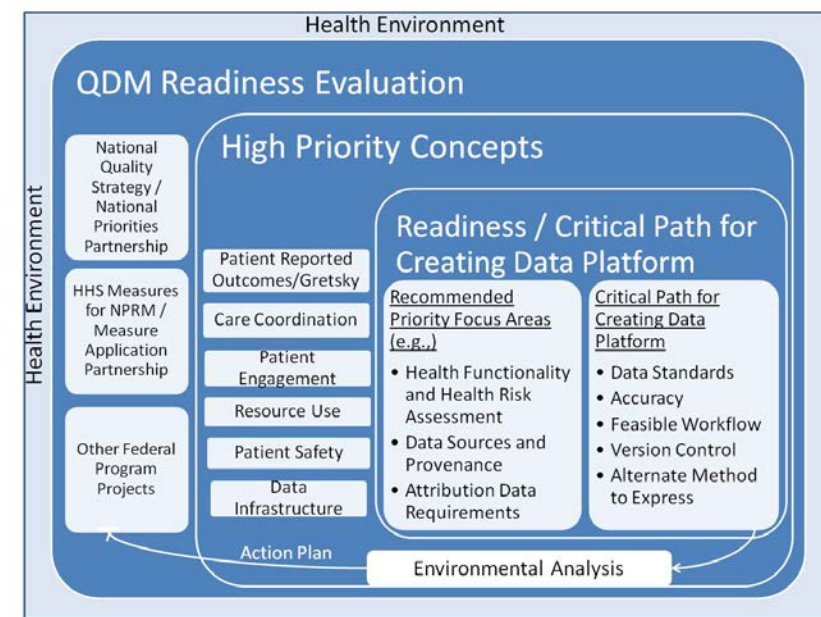 Health Environment
Health Environment
QDM Readiness Evaluation
National
Quality
Strategy /
National
Priorities
Partnership
HHS Measures
for NPRM /
Measure
Application
Partnership
Other Federal
Program
Projects
High Priority Concepts
Patient Reported
Outcomes/Gretsky
Care Coordination
Patient
Engagement
Resource Use
Patient Safety
Data
Infrastructure
Readiness / Critical Path for
Creating Data Platform
Recommended
Priority Focus Areas
(e.g.,)
• Health Functionality
and Health Risk
Assessment
• Data Sources and
Provenance
• Attribution Data
Requirements
Critical Path for
Creating Data
Platform
• Data Standards
• Accuracy
• Feasible Workflow
• Version Control
• Alternate Method
to Express
Action Plan
Environmental Analysis